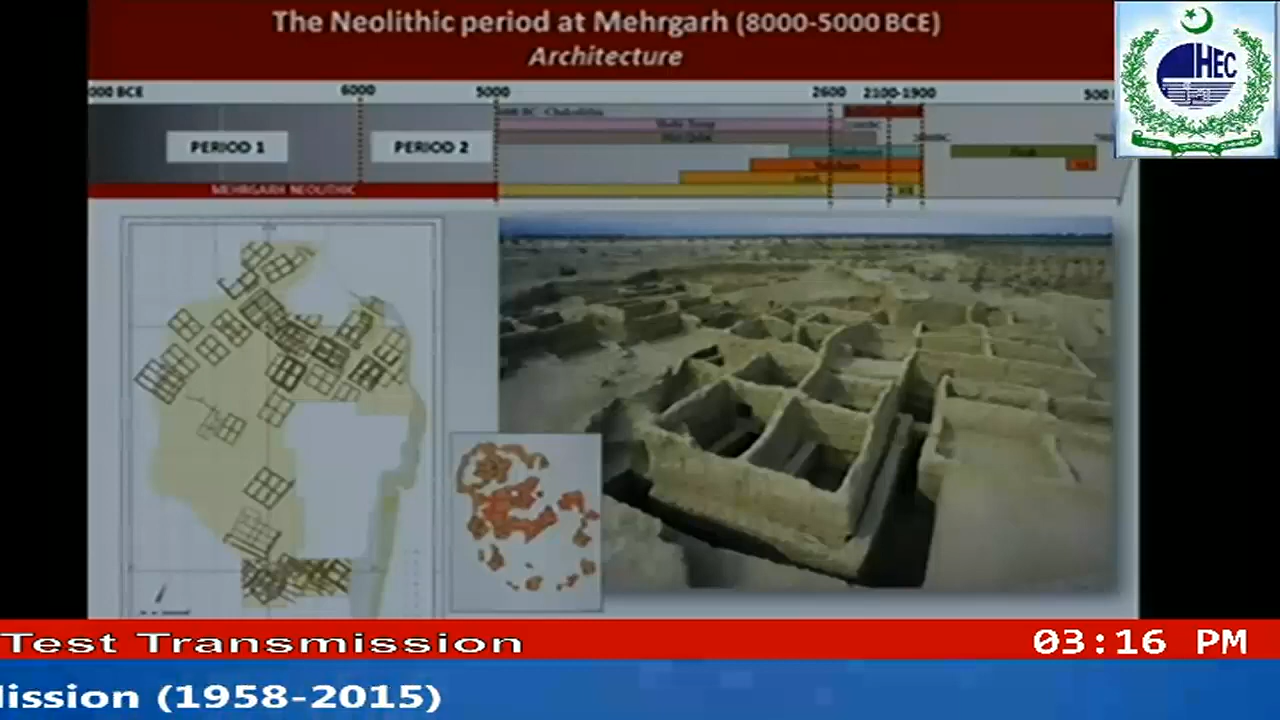 The Neolithic period at Mehrgarh (8000-5000 BCE)
Architecture
HEC
000 BCE 6000 5000 2600 2100-1900 500
PERIOD 1 PERIOD 2
MEHRGARH NEOLITHIC
Test Transmission 03:16 PM
ission (1958-2015)